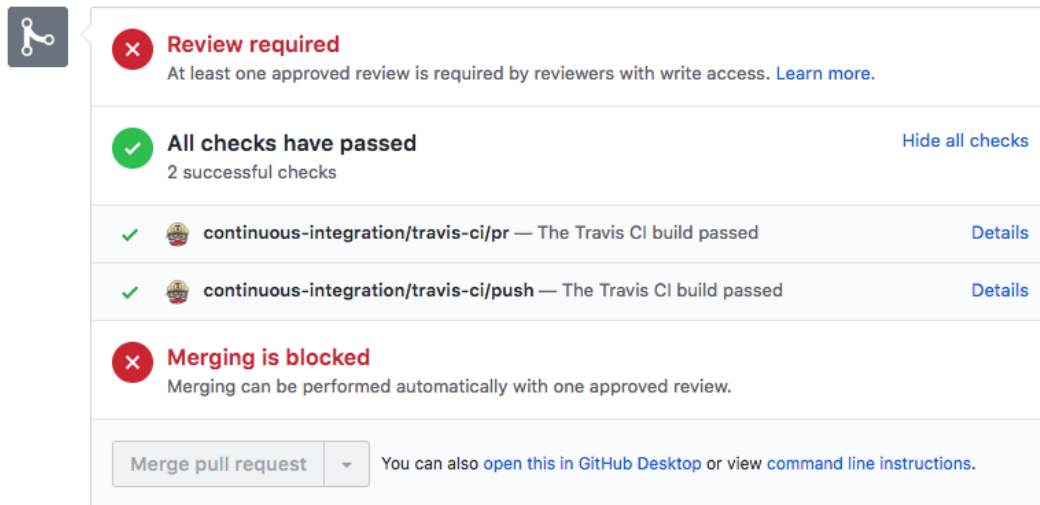 Review required
At least one approved review is required by reviewers with write access. Learn more.
All checks have passed
Hide all checks
2 successful checks
continuous-integration/travis-ci/pr — The Travis CI build passed
Details
continuous-integration/travis-ci/push — The Travis CI build passed
Details
Merging is blocked
Merging can be performed automatically with one approved review.
Merge pull request
You can also open this in GitHub Desktop or view command line instructions.